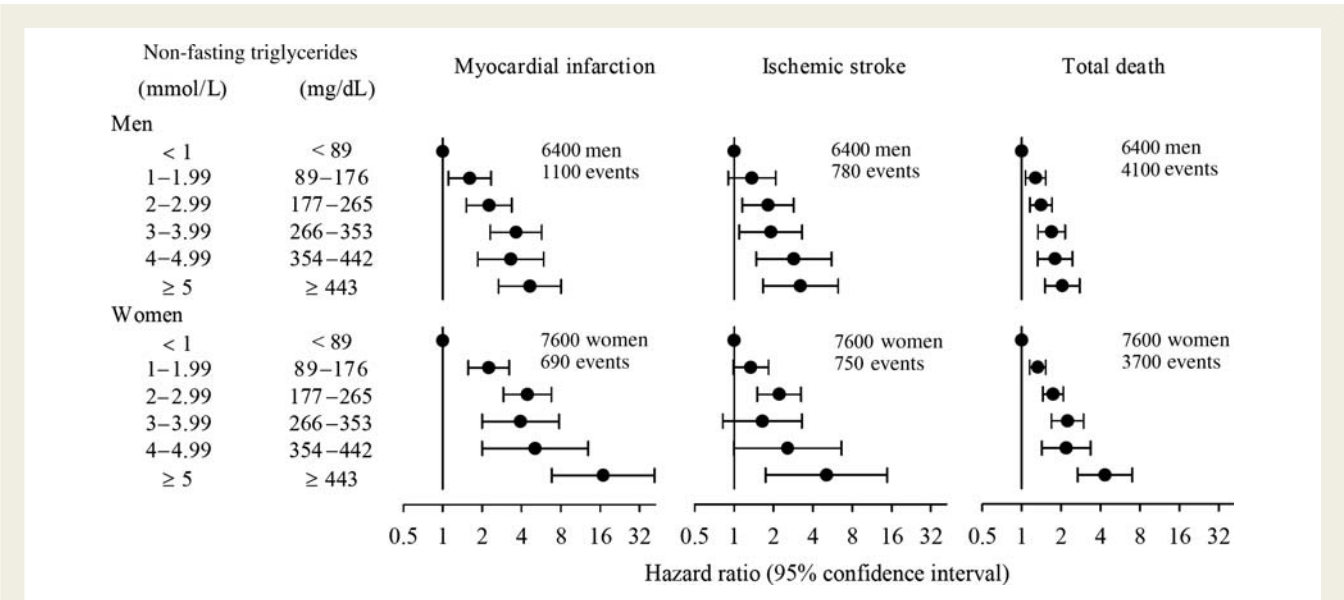 Non-fasting triglycerides
(mmol/L) (mg/dL)
Myocardial infarction Ischemic stroke Total death
Men
< 1 < 89
1–1.99 89–176
2–2.99 177–265
3–3.99 266–353
4–4.99 354–442
≥ 5 ≥ 443
6400 men
1100 events
6400 men
780 events
6400 men
4100 events
Women
< 1 < 89
1–1.99 89–176
2–2.99 177–265
3–3.99 266–353
4–4.99 354–442
≥ 5 ≥ 443
7600 women
690 events
7600 women
750 events
7600 women
3700 events
0.5 1 2 4 8 16 32 0.5 1 2 4 8 16 32 0.5 1 2 4 8 16 32
Hazard ratio (95% confidence interval)